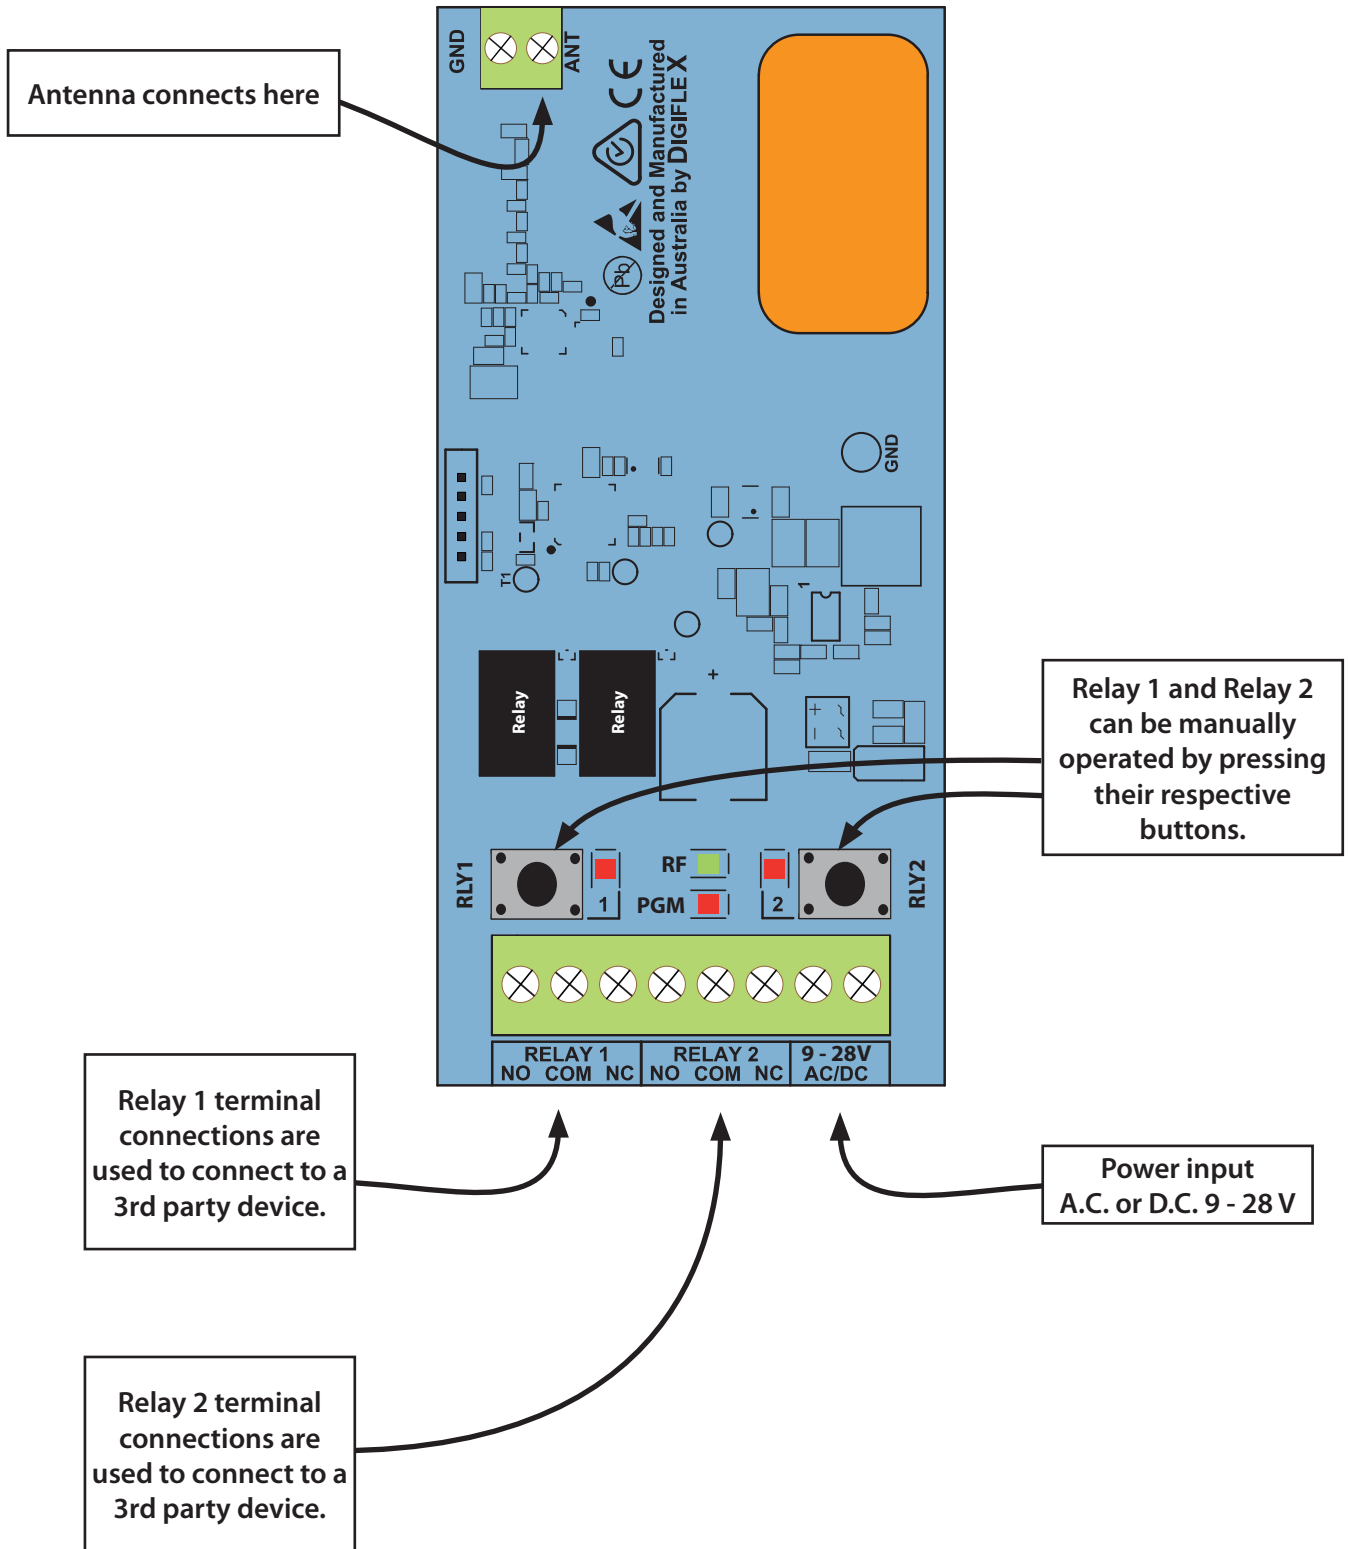 GND
ANT
Antenna connects here
Designed and Manufactured
in Australia by DIGIFLE X
CE
Pb
GND
T1
1
+
Relay
Relay
+
-
Relay 1 and Relay 2
can be manually
operated by pressing
their respective
buttons.
RLY1
1
RF
PGM
2
RLY2
RELAY 1
NO COM NC
RELAY 2
NO COM NC
9 - 28V
AC/DC
Relay 1 terminal
connections are
used to connect to a
3rd party device.
Power input
A.C. or D.C. 9 - 28 V
Relay 2 terminal
connections are
used to connect to a
3rd party device.